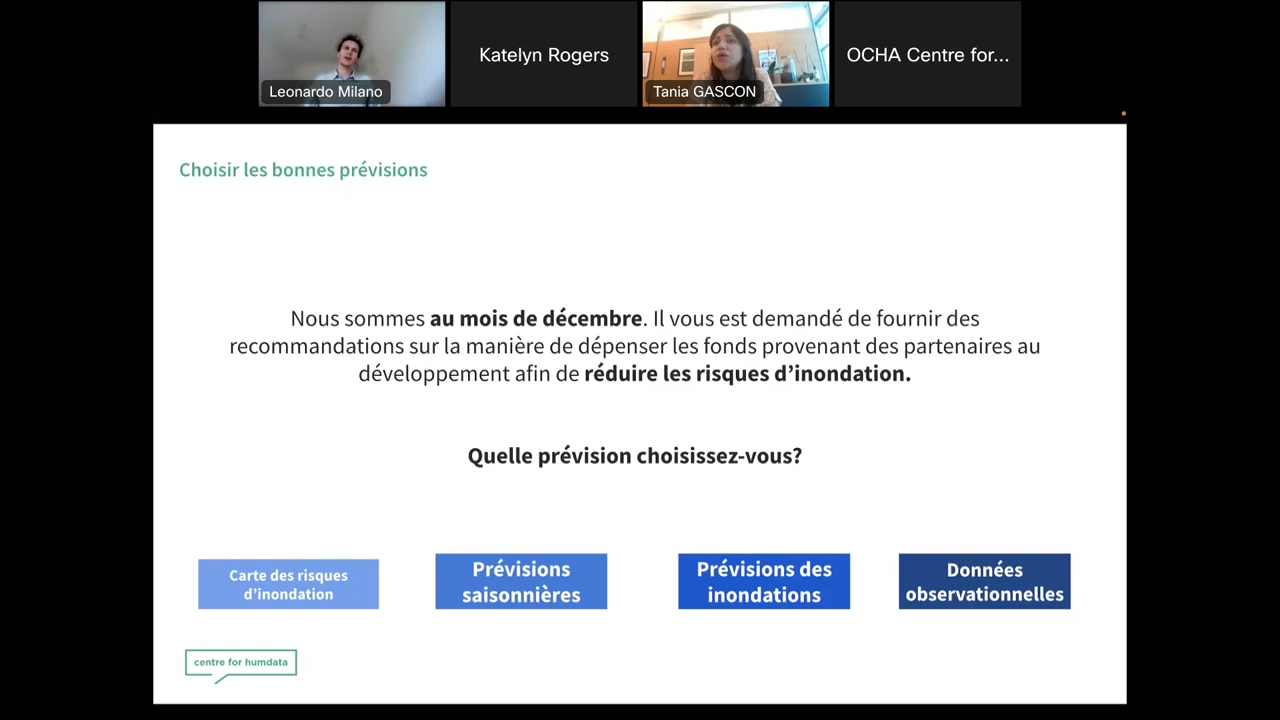 Leonardo Milano
Katelyn Rogers
Tania GASCON
OCHA Centre for...
Choisir les bonnes prévisions
Nous sommes au mois de décembre. Il vous est demandé de fournir des
recommandations sur la manière de dépenser les fonds provenant des partenaires au
développement afin de réduire les risques d’inondation.
Quelle prévision choisissez-vous?
Carte des risques
d’inondation
Prévisions
saisonnières
Prévisions des
inondations
Données
observationnelles
centre for humdata